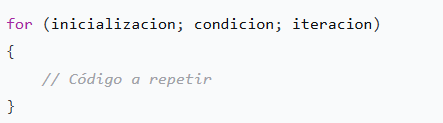 for (inicializacion; condicion; iteracion)
{
// Código a repetir
}